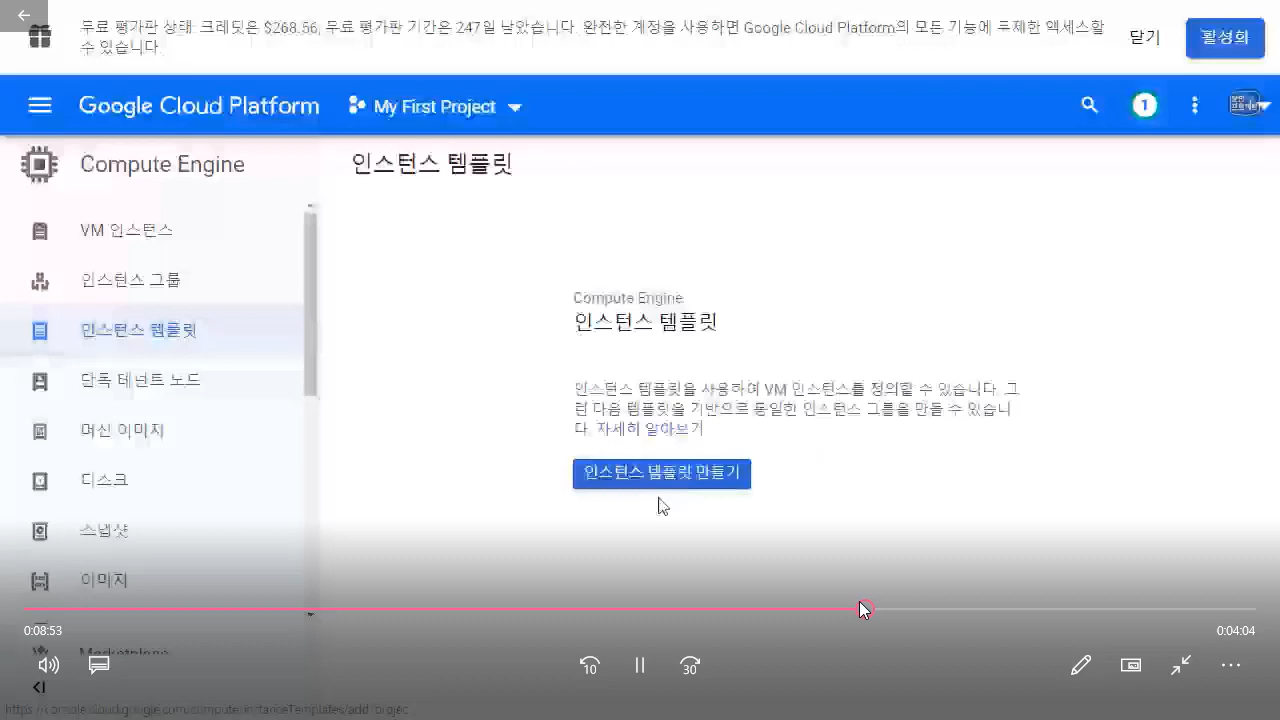 무료 평가판 상태: 크레딧은 $268.56, 무료 평가판 기간은 247일 남았습니다. 완전한 계정을 사용하면 Google Cloud Platform의 모든 기능에 무제한 액세스할
수 있습니다.
닫기
활성화
Google Cloud Platform
My First Project
1
Compute Engine
인스턴스 템플릿
VM 인스턴스
인스턴스 그룹
인스턴스 템플릿
단독 테넌트 노드
머신 이미지
디스크
스냅샷
이미지
Marketplace
Compute Engine
인스턴스 템플릿
인스턴스 템플릿을 사용하여 VM 인스턴스를 정의할 수 있습니다. 그
런 다음 템플릿을 기반으로 동일한 인스턴스 그룹을 만들 수 있습니
다. 자세히 알아보기
인스턴스 템플릿 만들기
0:08:53
0:04:04
10
30